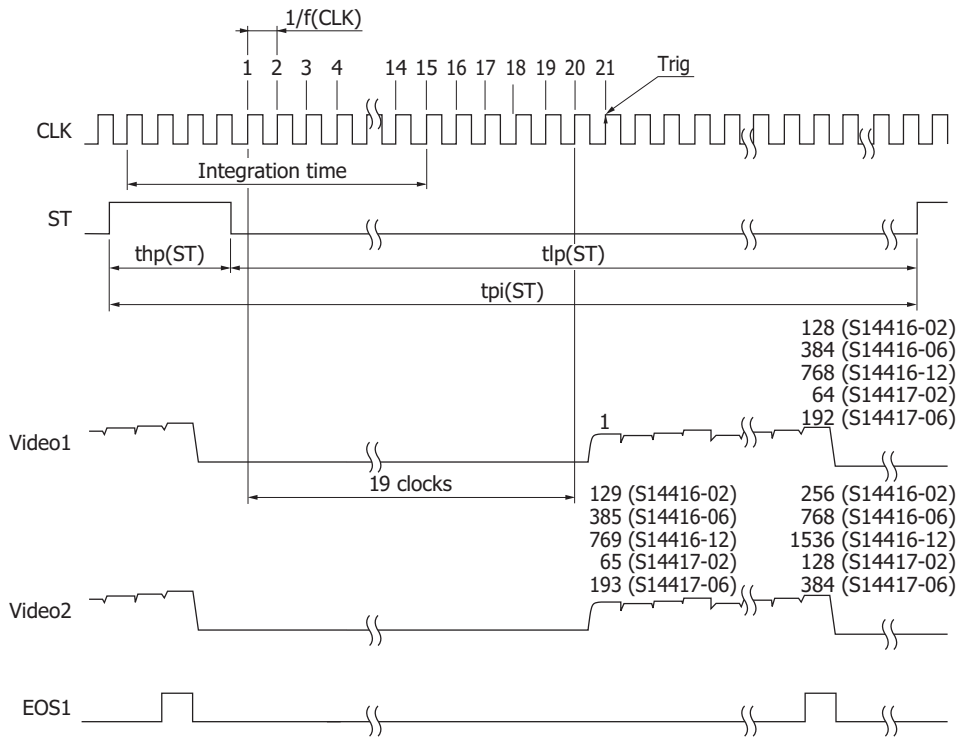 1/f(CLK)
1 2 3 4 14 15 16 17 18 19 20 21 Trig
CLK
Integration time
ST
thp(ST) tlp(ST)
tpi(ST)
128 (S14416-02)
384 (S14416-06)
768 (S14416-12)
64 (S14417-02)
192 (S14417-06)
Video1
1
19 clocks
129 (S14416-02)
385 (S14416-06)
769 (S14416-12)
65 (S14417-02)
193 (S14417-06)
256 (S14416-02)
768 (S14416-06)
1536 (S14416-12)
128 (S14417-02)
384 (S14417-06)
Video2
EOS1